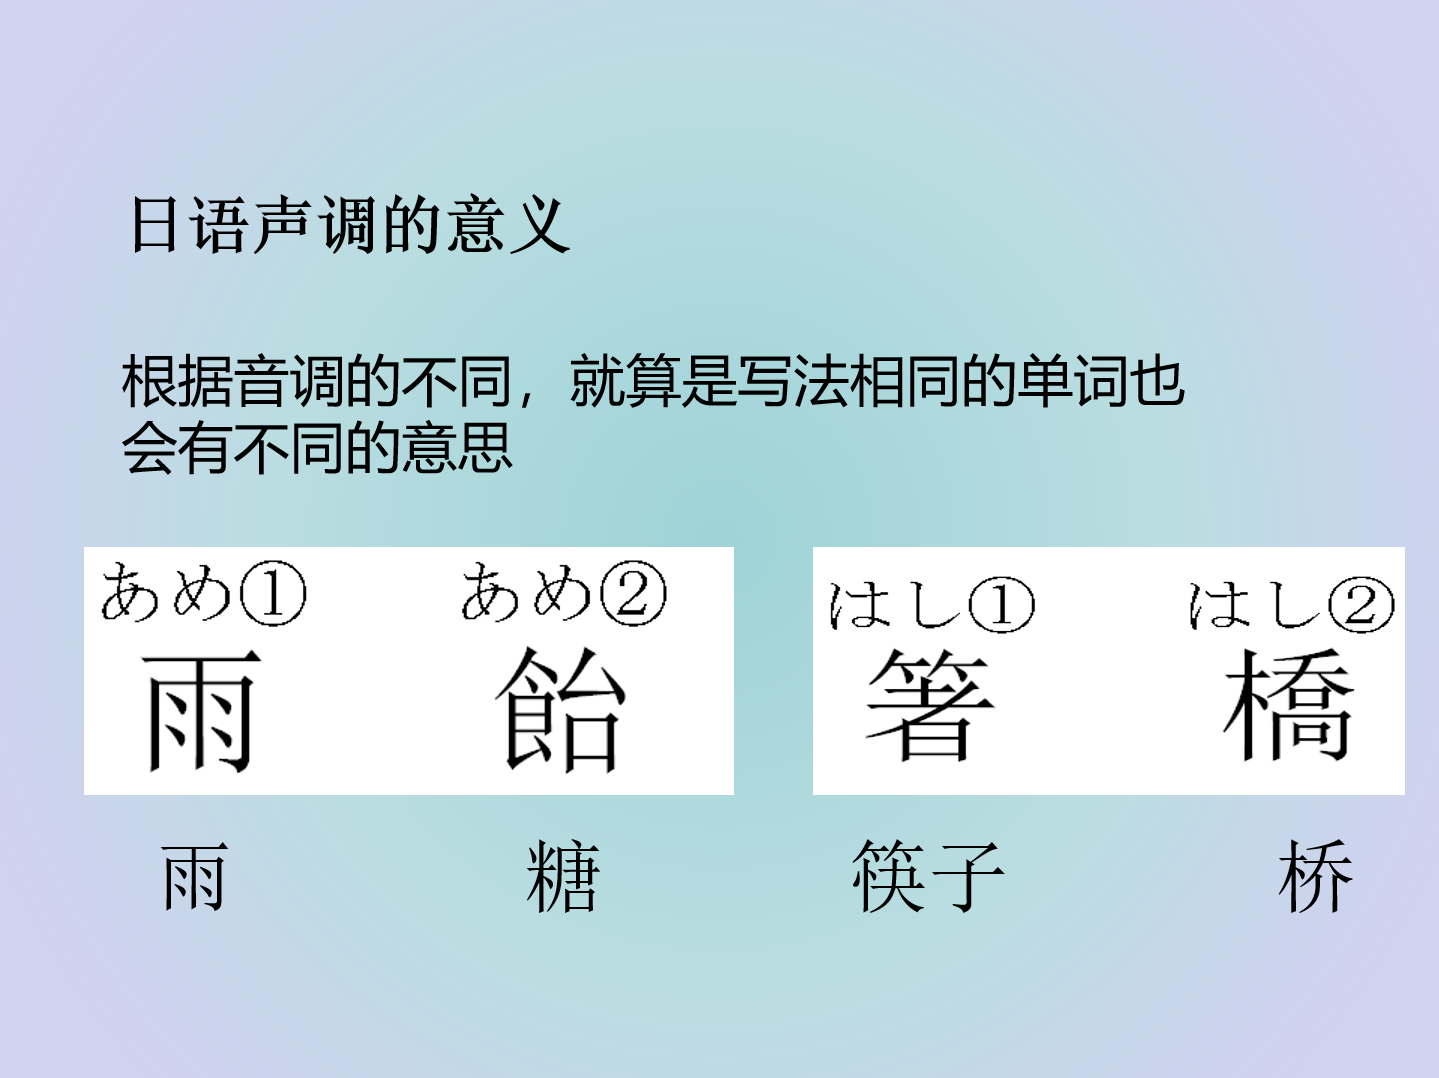 日语声调的意义
根据音调的不同，就算是写法相同的单词也
会有不同的意思
あめ① あめ② はし① はし②
雨 飴 箸 橋
雨 糖 筷子 桥